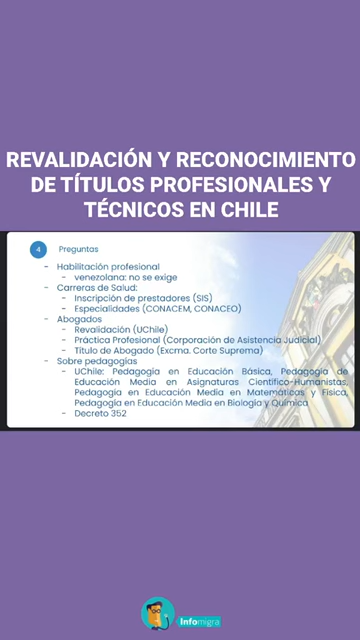 REVALIDACIÓN Y RECONOCIMIENTO
DE TÍTULOS PROFESIONALES Y
TÉCNICOS EN CHILE
4 Preguntas
- Habilitación profesional
- venezolana: no se exige
- Carreras de Salud:
- Inscripción de prestadores (SIS)
- Especialidades (CONACEM, CONACEO)
- Abogados
- Revalidación (UChile)
- Práctica Profesional (Corporación de Asistencia Judicial)
- Título de Abogado (Excma. Corte Suprema)
- Sobre pedagogías
- UChile: Pedagogía en Educación Básica, Pedagogía de
Educación Media en Asignaturas Científico-Humanistas,
Pedagogía en Educación Media en Matemáticas y Física,
Pedagogía en Educación Media en Biología y Química
- Decreto 352
Infomigra